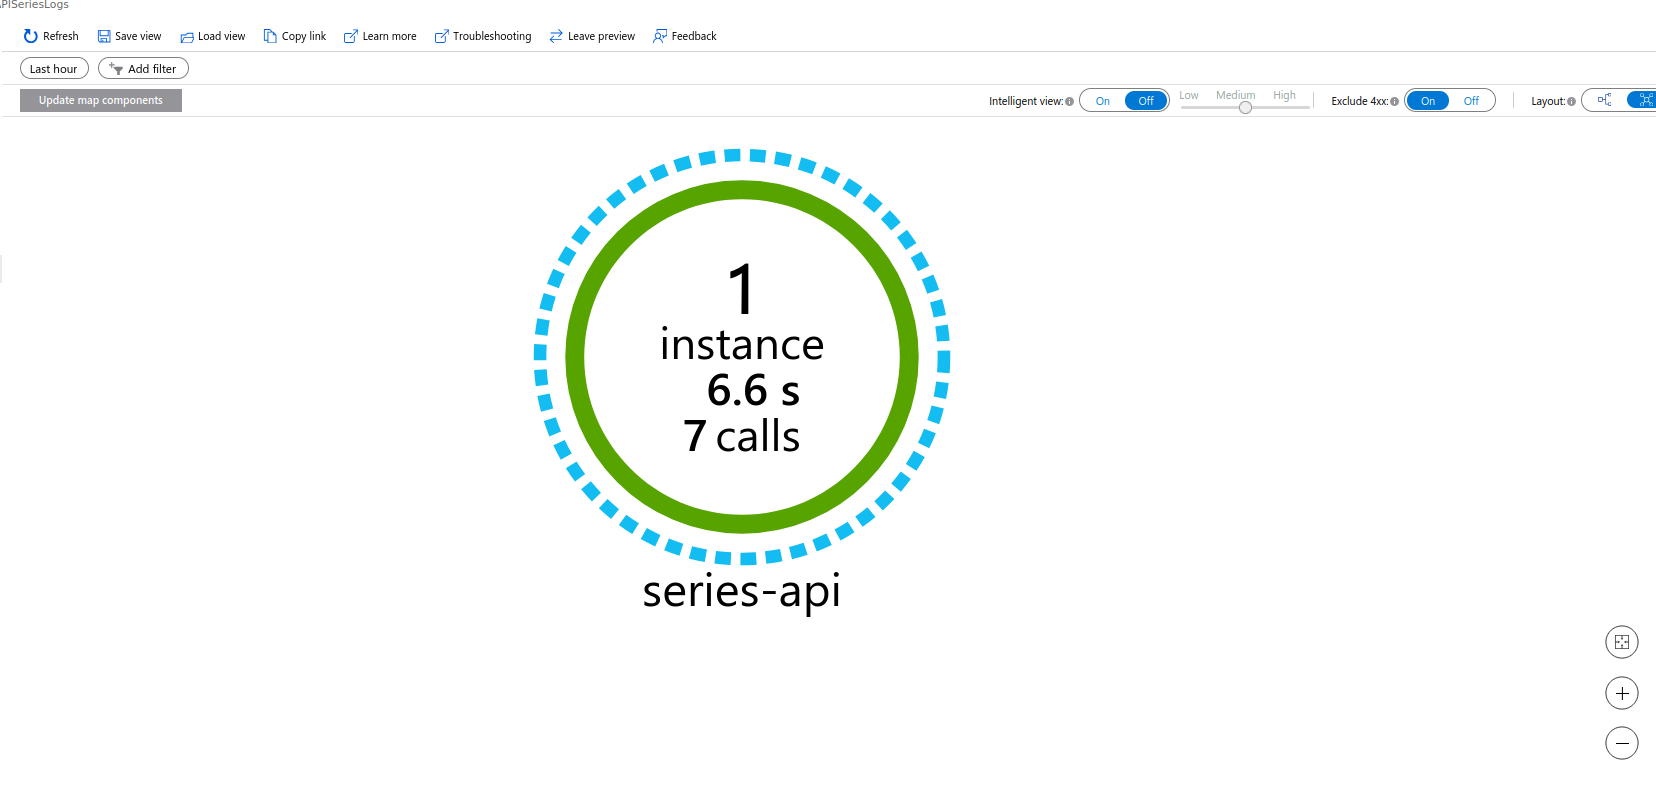 PISeriesLogs
Refresh Save view Load view Copy link Learn more Troubleshooting Leave preview Feedback
Last hour Add filter
Update map components Intelligent view: On Off Low Medium High Exclude 4xx: On Off Layout:
1
instance
6.6 s
7 calls
series-api